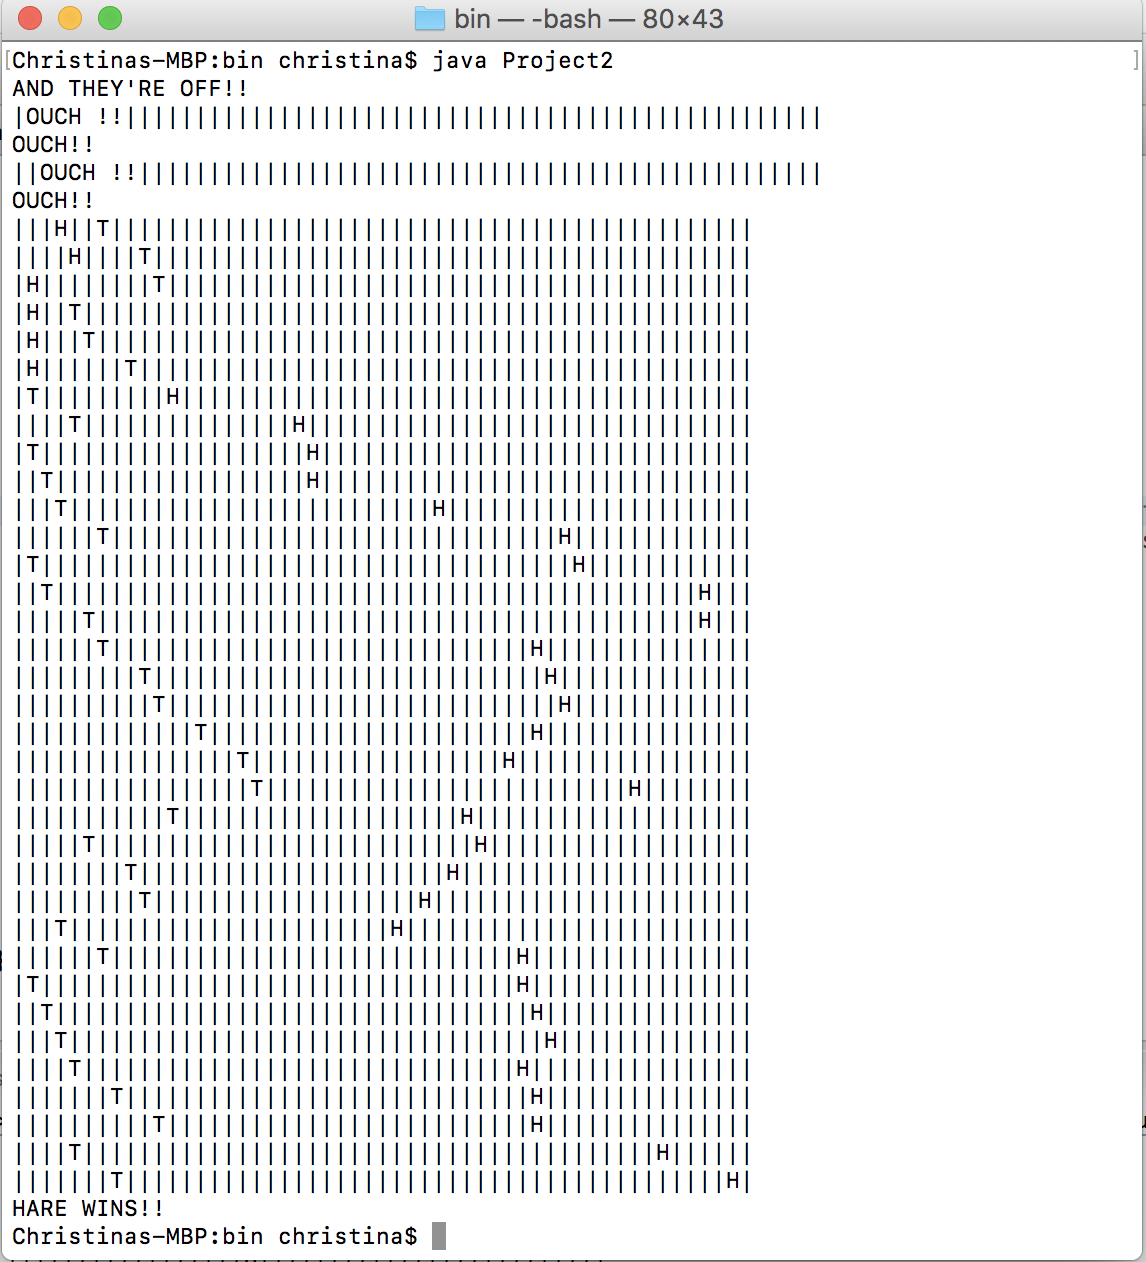 bin — -bash — 80×43
Christinas-MBP:bin christina$ java Project2
AND THEY'RE OFF!!
|OUCH !!||||||||||||||||||||||||||||||||||||||||||||||||||
OUCH!!
||OUCH !!|||||||||||||||||||||||||||||||||||||||||||||||||
OUCH!!
|||H||T||||||||||||||||||||||||||||||||||||||||||||||
||||H||||T|||||||||||||||||||||||||||||||||||||||||||
|H||||||||T||||||||||||||||||||||||||||||||||||||||||
|H||T||||||||||||||||||||||||||||||||||||||||||||||||
|H|||T|||||||||||||||||||||||||||||||||||||||||||||||
|H||||||T||||||||||||||||||||||||||||||||||||||||||||
|T|||||||||H|||||||||||||||||||||||||||||||||||||||||
||||T|||||||||||||||H||||||||||||||||||||||||||||||||
|T|||||||||||||||||||H|||||||||||||||||||||||||||||||
||T||||||||||||||||||H|||||||||||||||||||||||||||||||
|||T||||||||||||||||||||||||||H||||||||||||||||||||||
||||||T||||||||||||||||||||||||||||||||H|||||||||||||
|T||||||||||||||||||||||||||||||||||||||H||||||||||||
||T||||||||||||||||||||||||||||||||||||||||||||||H|||
|||||T|||||||||||||||||||||||||||||||||||||||||||H|||
||||||T||||||||||||||||||||||||||||||H|||||||||||||||
|||||||||T||||||||||||||||||||||||||||H||||||||||||||
||||||||||T||||||||||||||||||||||||||||H|||||||||||||
|||||||||||||T|||||||||||||||||||||||H|||||||||||||||
||||||||||||||||T||||||||||||||||||H|||||||||||||||||
|||||||||||||||||T||||||||||||||||||||||||||H||||||||
|||||||||||T||||||||||||||||||||H||||||||||||||||||||
|||||T|||||||||||||||||||||||||||H|||||||||||||||||||
||||||||T||||||||||||||||||||||H|||||||||||||||||||||
|||||||||T|||||||||||||||||||H|||||||||||||||||||||||
|||T|||||||||||||||||||||||H|||||||||||||||||||||||||
||||||T|||||||||||||||||||||||||||||H||||||||||||||||
|T||||||||||||||||||||||||||||||||||H||||||||||||||||
||T||||||||||||||||||||||||||||||||||H|||||||||||||||
|||T||||||||||||||||||||||||||||||||||H||||||||||||||
||||T|||||||||||||||||||||||||||||||H||||||||||||||||
|||||||T|||||||||||||||||||||||||||||H|||||||||||||||
||||||||||T||||||||||||||||||||||||||H|||||||||||||||
||||T|||||||||||||||||||||||||||||||||||||||||H||||||
|||||||T|||||||||||||||||||||||||||||||||||||||||||H|
HARE WINS!!
Christinas-MBP:bin christina$